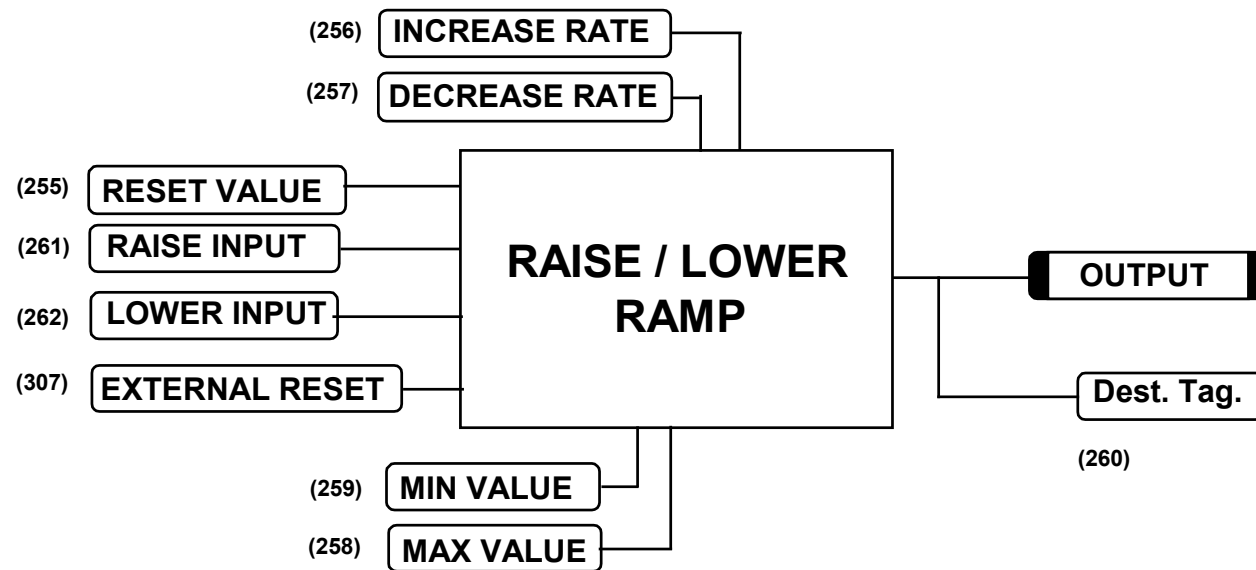 (256) INCREASE RATE
(257) DECREASE RATE
(255) RESET VALUE
(261) RAISE INPUT
(262) LOWER INPUT
(307) EXTERNAL RESET
RAISE / LOWER
RAMP
OUTPUT
Dest. Tag.
(260)
(259) MIN VALUE
(258) MAX VALUE